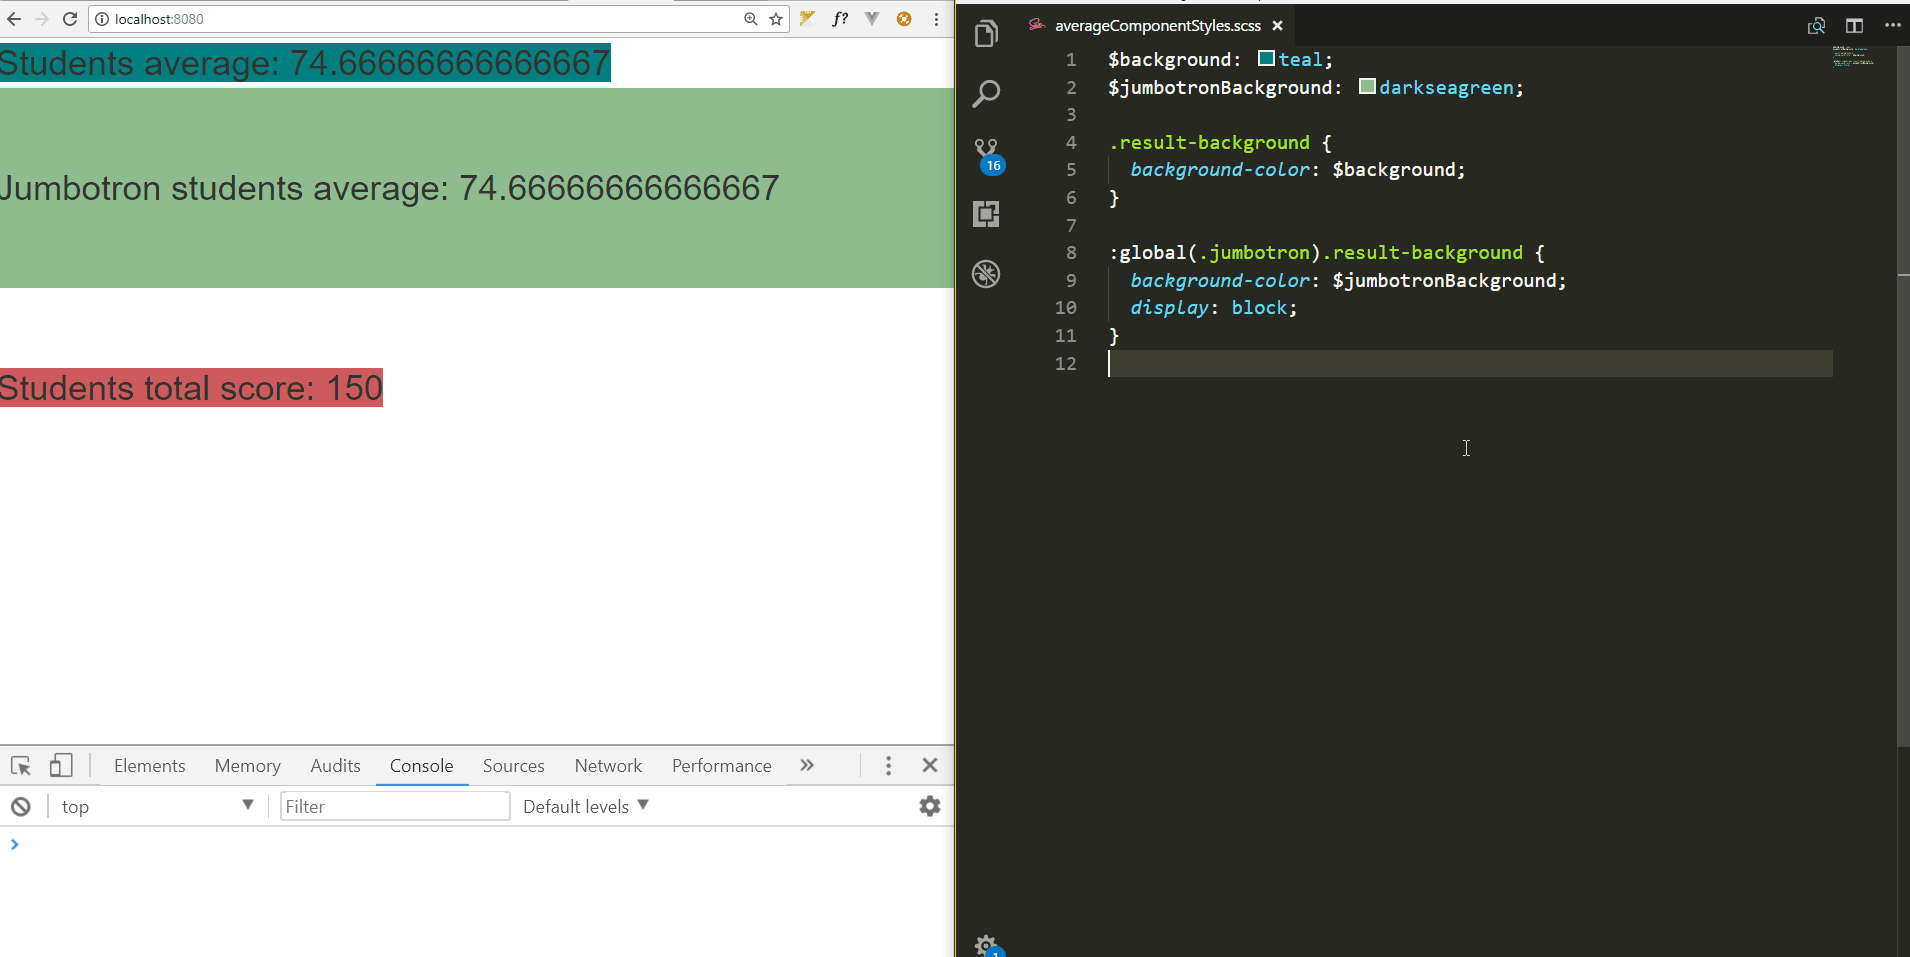 localhost:8080
f?
Students average: 74.66666666666667
Jumbotron students average: 74.66666666666667
Students total score: 150
Elements Memory Audits Console Sources Network Performance »
top Filter Default levels
16
1
averageComponentStyles.scss
1 $background: teal;
2 $jumbotronBackground: darkseagreen;
3
4 .result-background {
5 background-color: $background;
6 }
7
8 :global(.jumbotron).result-background {
9 background-color: $jumbotronBackground;
10 display: block;
11 }
12